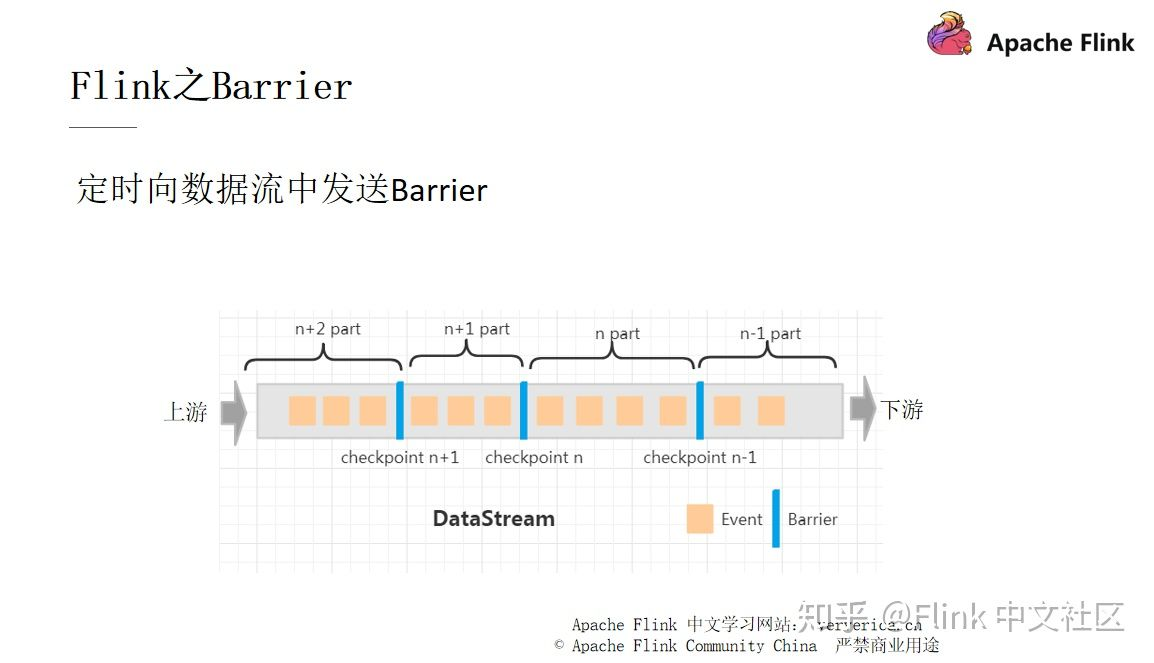 Apache Flink
Flink之Barrier
定时向数据流中发送Barrier
n+2 part
n+1 part
n part
n-1 part
上游
下游
checkpoint n+1
checkpoint n
checkpoint n-1
DataStream
Event
Barrier
Apache Flink 中文学习网站: ververica.cn
© Apache Flink Community China 严禁商业用途
知乎 @Flink 中文社区